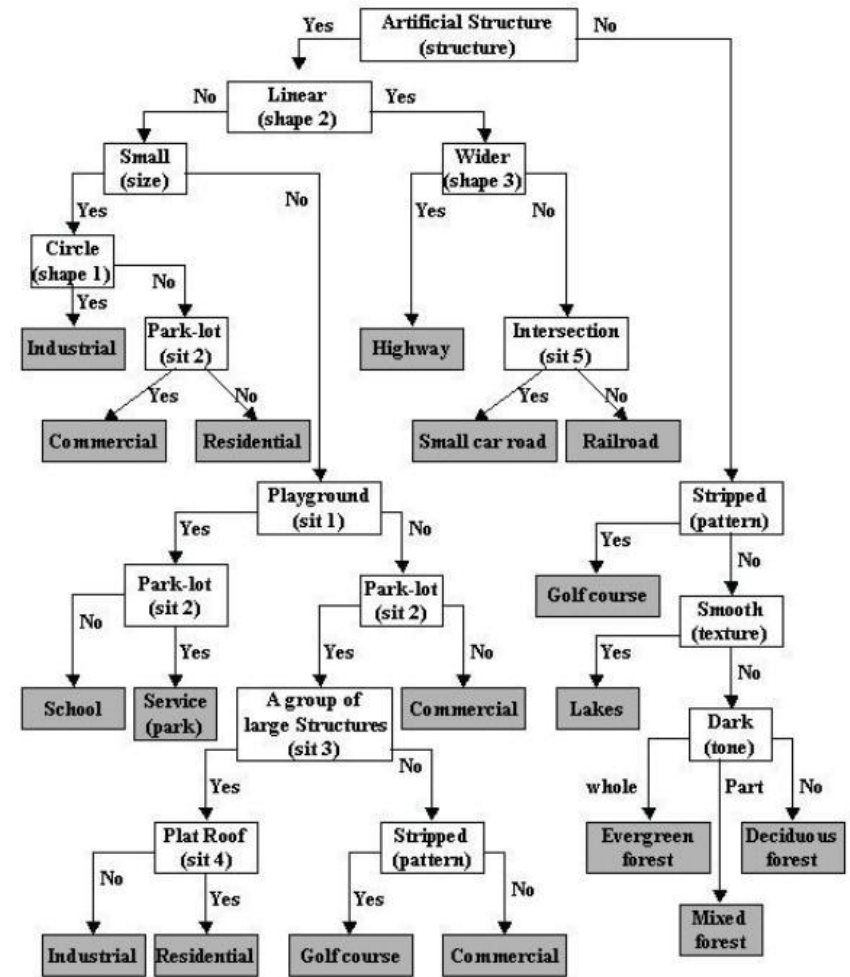 Artificial Structure
(structure)
Yes
No
Linear
(shape 2)
No
Yes
Small
(size)
Wider
(shape 3)
Yes
No
Yes
No
Circle
(shape 1)
No
Yes
Industrial
Park-lot
(sit 2)
Highway
Intersection
(sit 5)
Yes
No
Yes
No
Commercial
Residential
Small car road
Railroad
Playground
(sit 1)
Stripped
(pattern)
Yes
No
Yes
No
Park-lot
(sit 2)
Park-lot
(sit 2)
Golf course
Smooth
(texture)
No
Yes
Yes
No
Yes
No
School
Service
(park)
A group of
large Structures
(sit 3)
Commercial
Lakes
Dark
(tone)
Yes
No
whole
Part
No
Plat Roof
(sit 4)
Stripped
(pattern)
Evergreen
forest
Deciduous
forest
No
Yes
Yes
No
Mixed
forest
Industrial
Residential
Golf course
Commercial